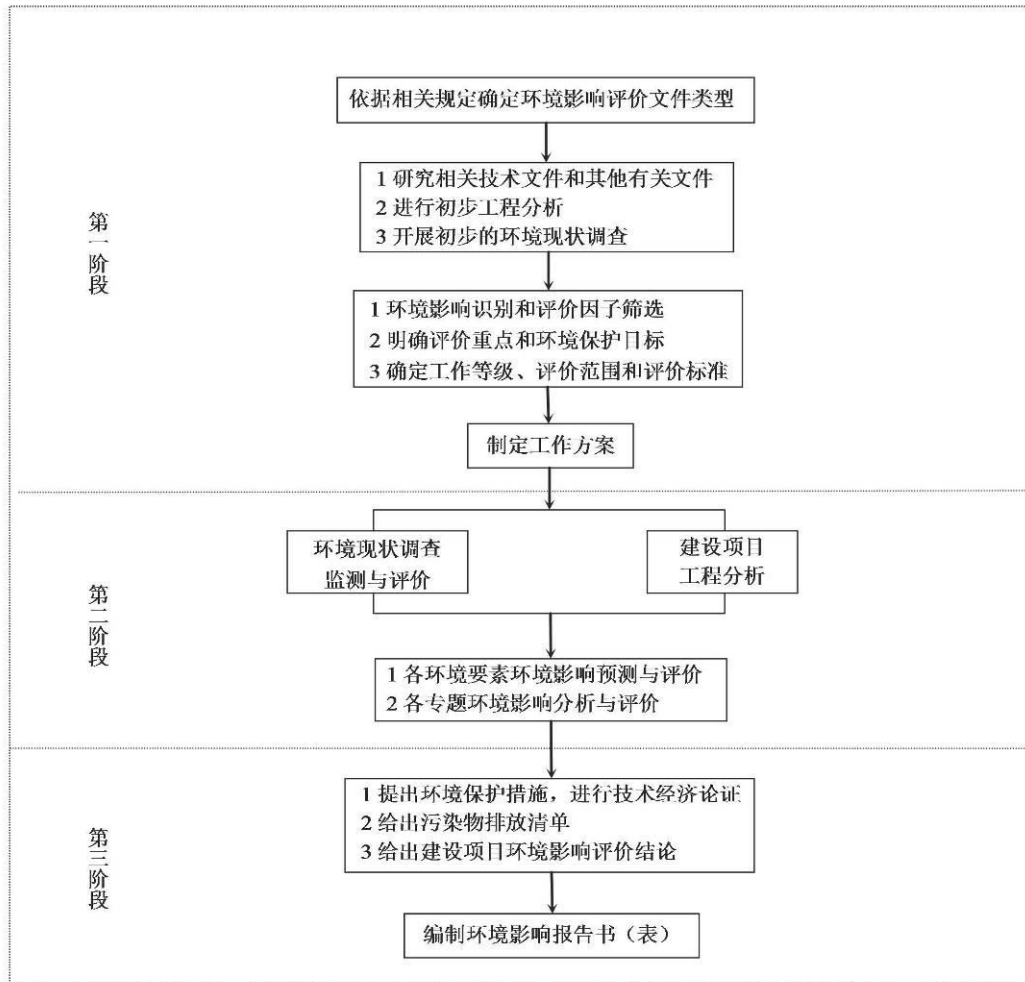 依据相关规定确定环境影响评价文件类型
1 研究相关技术文件和其他有关文件
2 进行初步工程分析
3 开展初步的环境现状调查
第一阶段
1 环境影响识别和评价因子筛选
2 明确评价重点和环境保护目标
3 确定工作等级、评价范围和评价标准
制定工作方案
环境现状调查
监测与评价
建设项目
工程分析
第二阶段
1 各环境要素环境影响预测与评价
2 各专题环境影响分析与评价
1 提出环境保护措施，进行技术经济论证
2 给出污染物排放清单
3 给出建设项目环境影响评价结论
第三阶段
编制环境影响报告书（表）